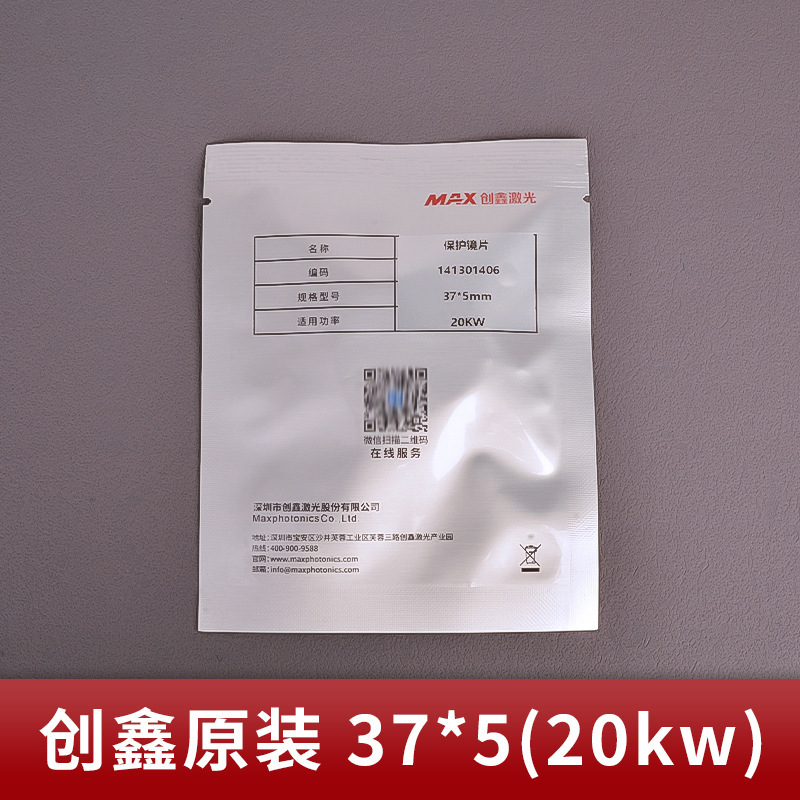 MAX 创鑫激光
名称 保护镜片
编码 141301406
规格型号 37*5mm
适用功率 20KW
微信扫描二维码
在线服务
深圳市创鑫激光股份有限公司
MaxphotonicsCo.,Ltd.
地址:深圳市宝安区沙井芙蓉工业区芙蓉三路创鑫激光产业园
热线:400-900-9588
官网:www.maxphotonics.com
邮箱:info@maxphotonics.com
创鑫原装 37*5(20kw)